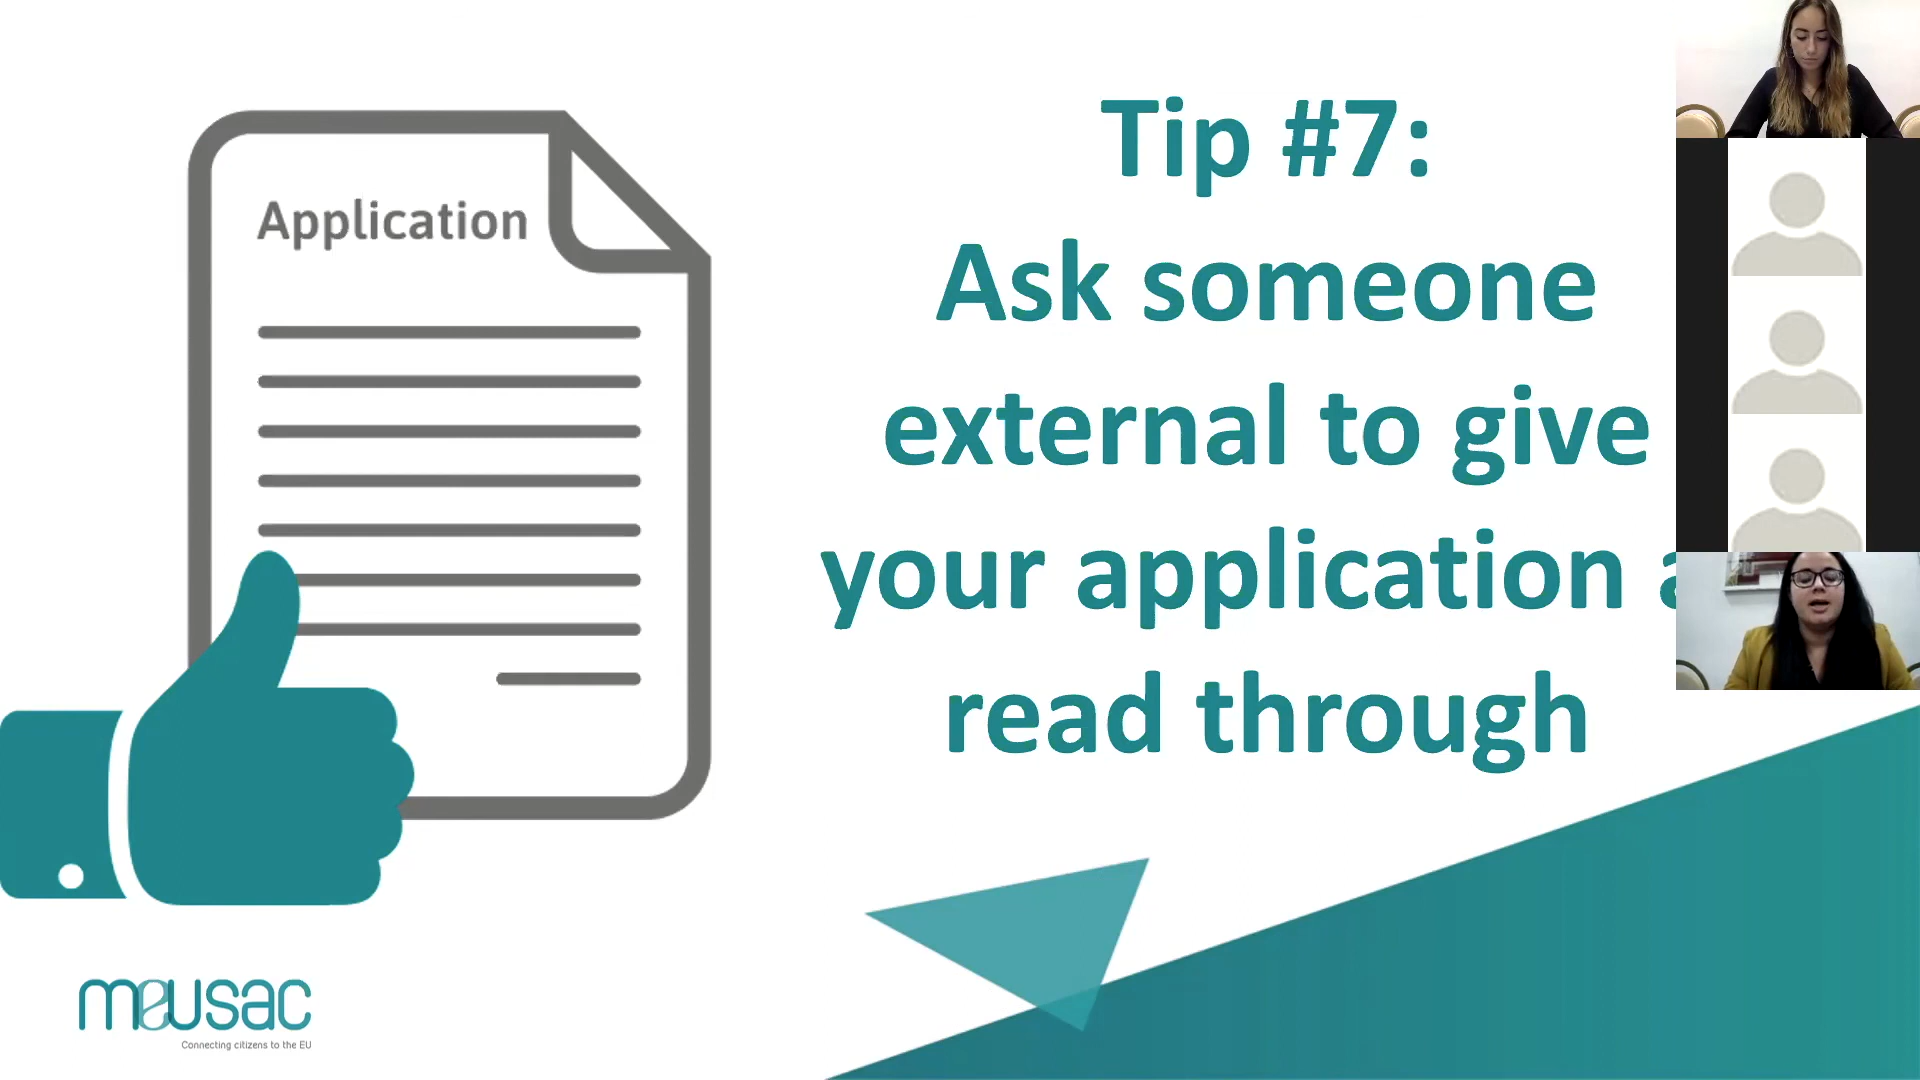 Tip #7:
Ask someone
external to give
your application a
read through
Application
meusac
Connecting citizens to the EU